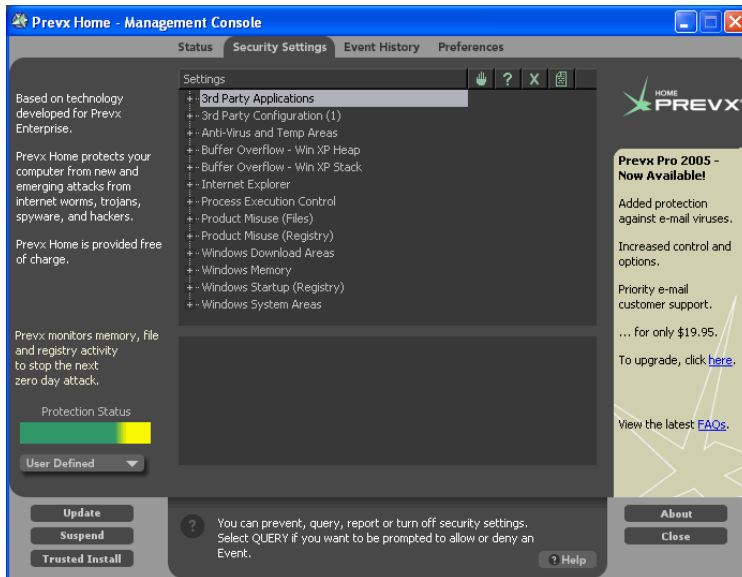 Prevx Home - Management Console
Status Security Settings Event History Preferences
Based on technology
developed for Prevx
Enterprise.
Prevx Home protects your
computer from new and
emerging attacks from
internet worms, trojans,
spyware, and hackers.
Prevx Home is provided free
of charge.
Prevx monitors memory, file
and registry activity
to stop the next
zero day attack.
Protection Status
User Defined
Update
Suspend
Trusted Install
Settings ? X
3rd Party Applications
3rd Party Configuration (1)
Anti-Virus and Temp Areas
Buffer Overflow - Win XP Heap
Buffer Overflow - Win XP Stack
Internet Explorer
Process Execution Control
Product Misuse (Files)
Product Misuse (Registry)
Windows Download Areas
Windows Memory
Windows Startup (Registry)
Windows System Areas
? You can prevent, query, report or turn off security settings.
Select QUERY if you want to be prompted to allow or deny an
Event.
? Help
HOME
PREVX
Prevx Pro 2005 -
Now Available!
Added protection
against e-mail viruses.
Increased control and
options.
Priority e-mail
customer support.
... for only $19.95.
To upgrade, click here.
View the latest FAQs.
About
Close